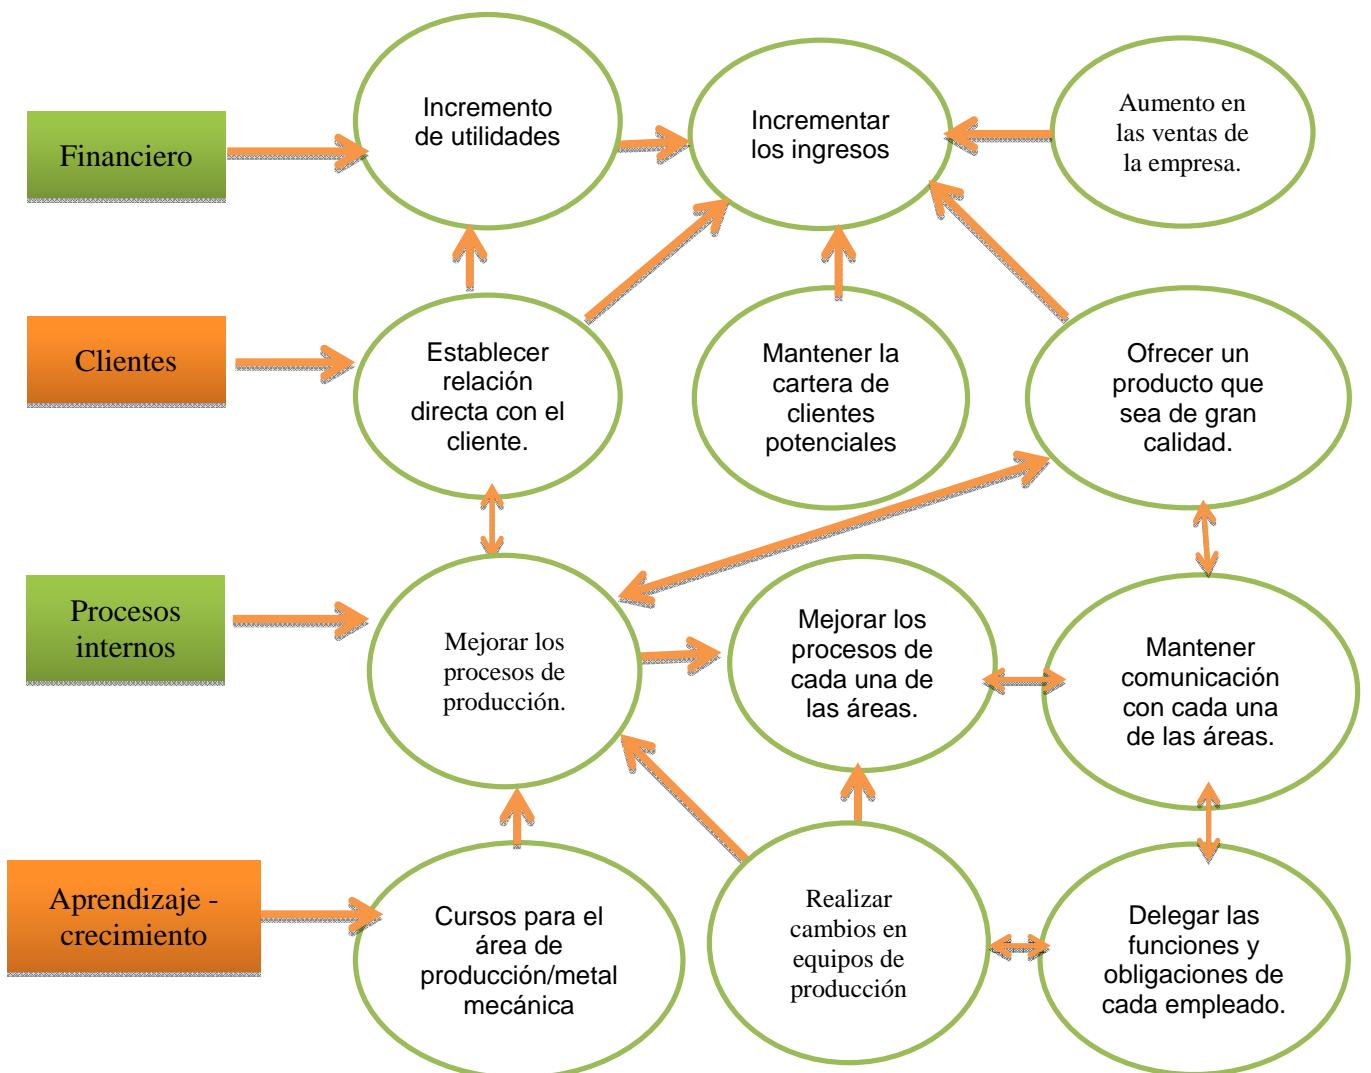 Financiero
Incremento
de utilidades
Incrementar
los ingresos
Aumento en
las ventas de
la empresa.
Clientes
Establecer
relación
directa con el
cliente.
Mantener la
cartera de
clientes
potenciales
Ofrecer un
producto que
sea de gran
calidad.
Procesos
internos
Mejorar los
procesos de
producción.
Mejorar los
procesos de
cada una de
las áreas.
Mantener
comunicación
con cada una
de las áreas.
Aprendizaje -
crecimiento
Cursos para el
área de
producción/metal
mecánica
Realizar
cambios en
equipos de
producción
Delegar las
funciones y
obligaciones de
cada empleado.